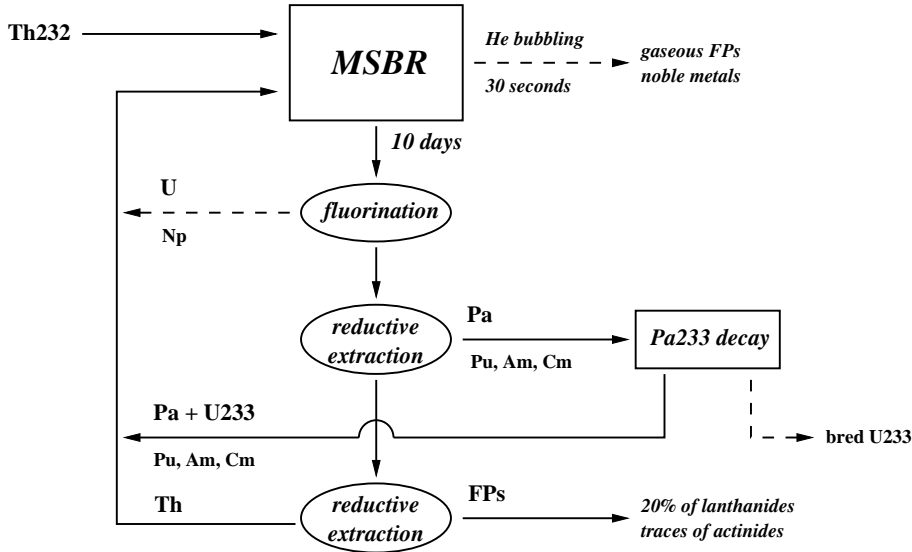 Th232
MSBR
He bubbling
30 seconds
gaseous FPs
noble metals
10 days
U
Np
fluorination
reductive
extraction
Pa
Pu, Am, Cm
Pa233 decay
Pa + U233
Pu, Am, Cm
bred U233
Th
reductive
extraction
FPs
20% of lanthanides
traces of actinides